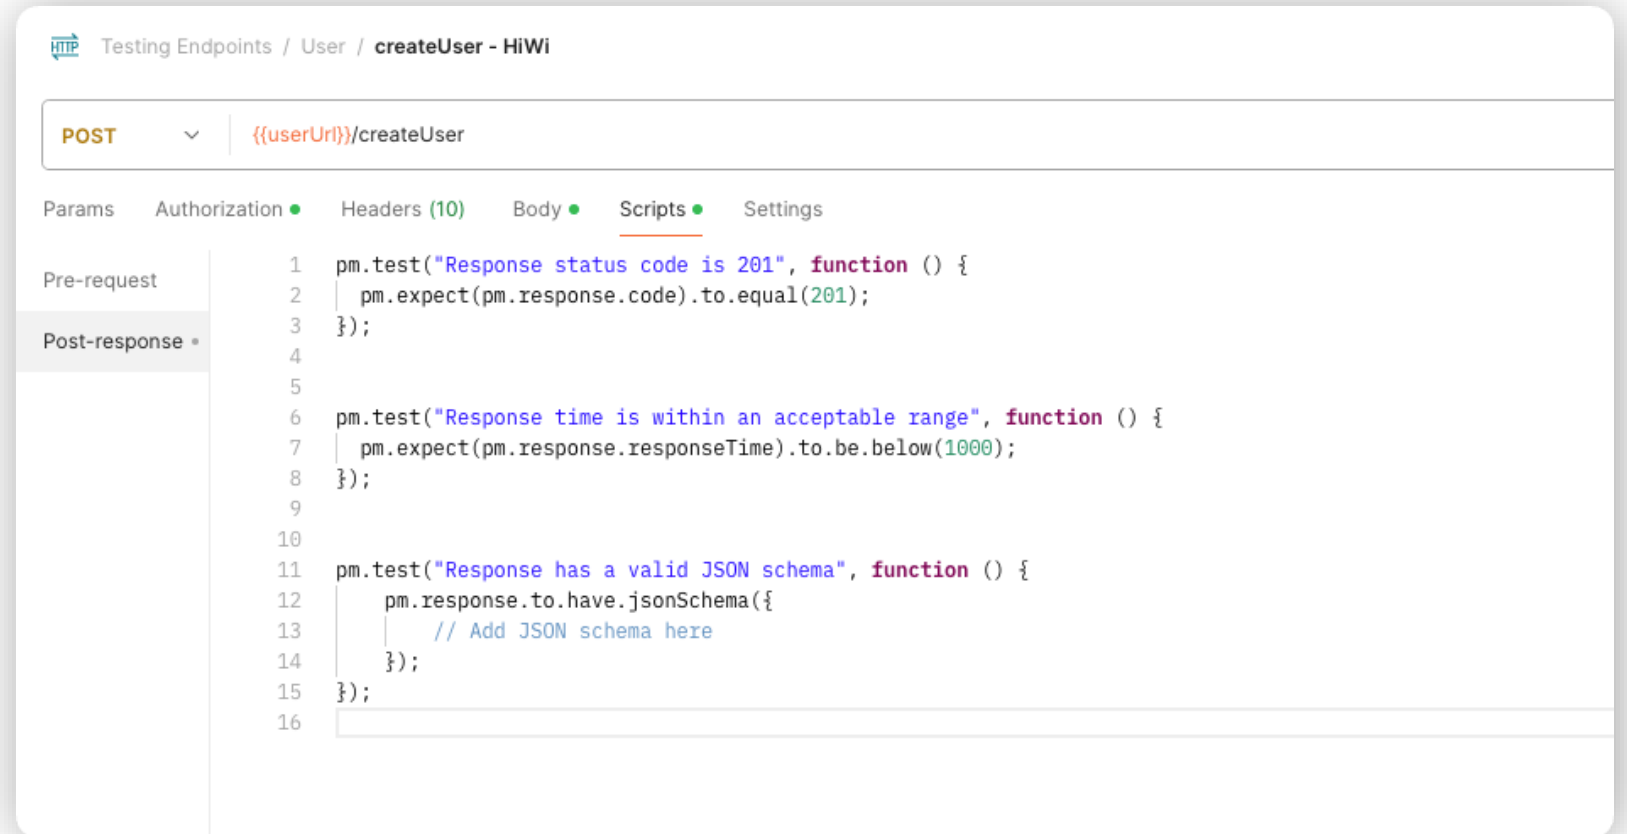 HTTP Testing Endpoints / User / createUser - HiWi
POST {{userUrl}}/createUser
Params Authorization Headers (10) Body Scripts Settings
Pre-request
Post-response
1 pm.test("Response status code is 201", function () {
2 pm.expect(pm.response.code).to.equal(201);
3 });
4
5
6 pm.test("Response time is within an acceptable range", function () {
7 pm.expect(pm.response.responseTime).to.be.below(1000);
8 });
9
10
11 pm.test("Response has a valid JSON schema", function () {
12 pm.response.to.have.jsonSchema({
13 // Add JSON schema here
14 });
15 });
16